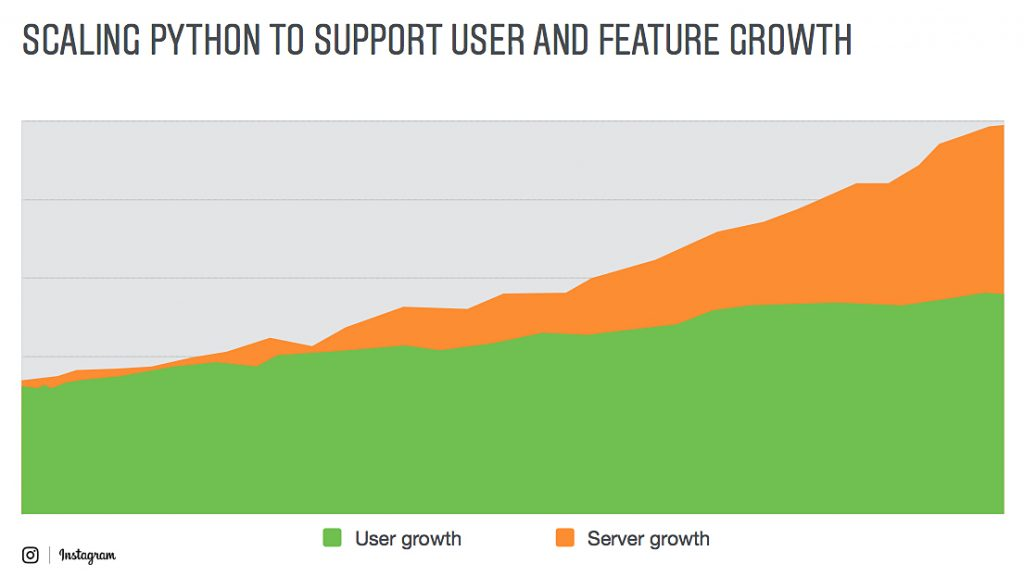 SCALING PYTHON TO SUPPORT USER AND FEATURE GROWTH
User growth
Server growth
Instagram